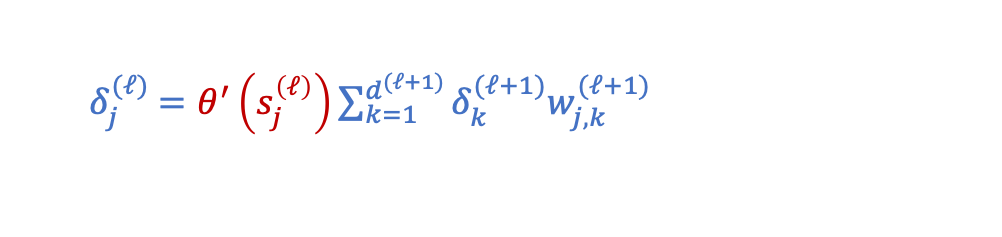 δ_j^(ℓ) = θ′(s_j^(ℓ)) ∑_{k=1}^{d^(ℓ+1)} δ_k^(ℓ+1) w_{j,k}^(ℓ+1)